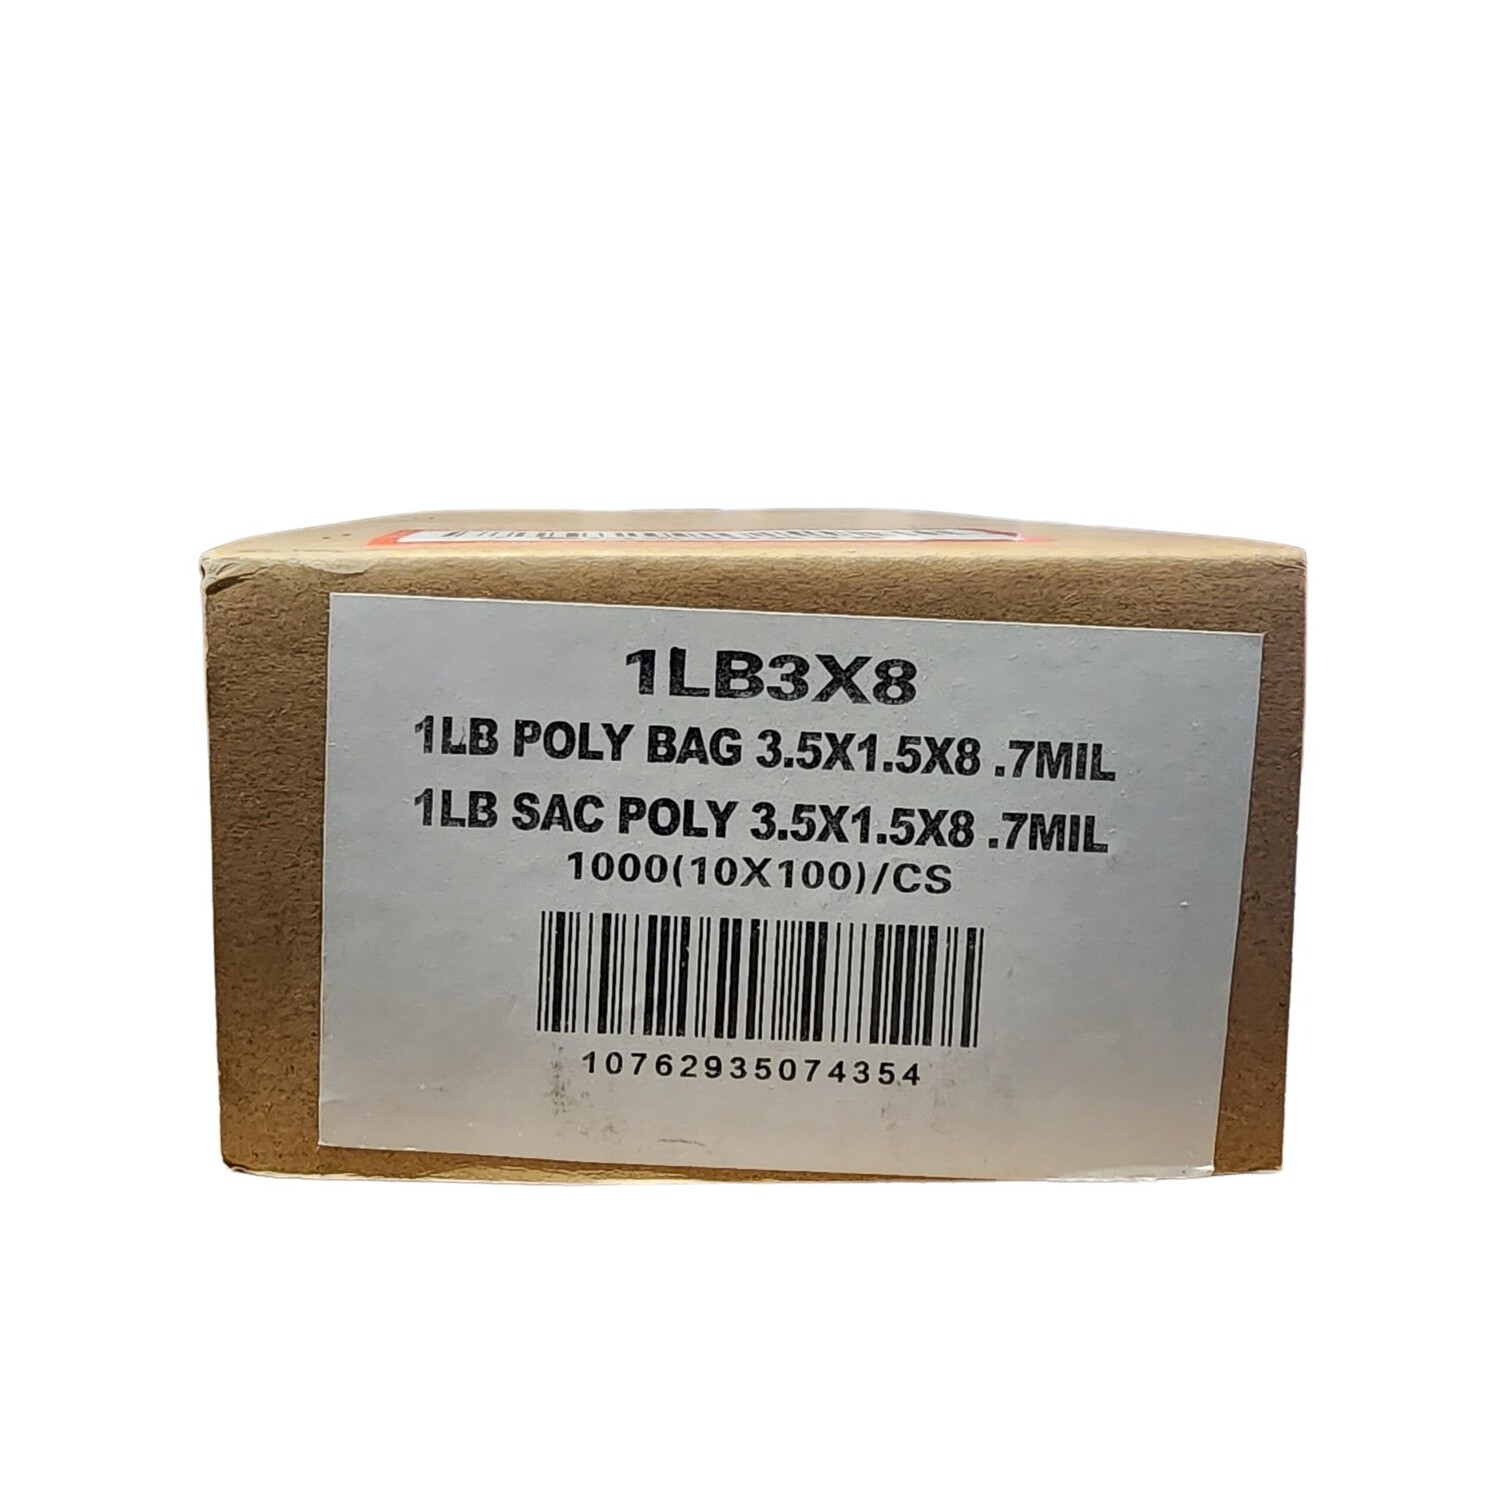 1LB3X8
1LB POLY BAG 3.5X1.5X8 .7MIL
1LB SAC POLY 3.5X1.5X8 .7MIL
1000(10X100)/CS
10762935074354